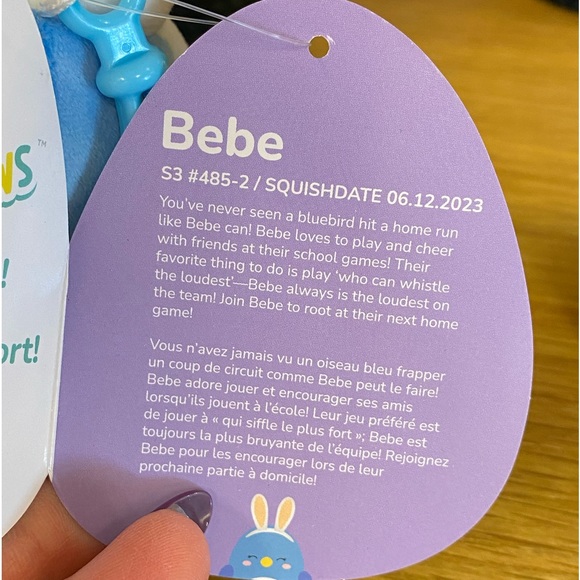 NS™
!
ort!
Bebe
S3 #485-2 / SQUISHDATE 06.12.2023
You've never seen a bluebird hit a home run
like Bebe can! Bebe loves to play and cheer
with friends at their school games! Their
favorite thing to do is play 'who can whistle
the loudest'—Bebe always is the loudest on
the team! Join Bebe to root at their next home
game!
Vous n'avez jamais vu un oiseau bleu frapper
un coup de circuit comme Bebe peut le faire!
Bebe adore jouer et encourager ses amis
lorsqu'ils jouent à l'école! Leur jeu préféré est
de jouer à « qui siffle le plus fort »; Bebe est
toujours la plus bruyante de l'équipe! Rejoignez
Bebe pour les encourager lors de leur
prochaine partie à domicile!